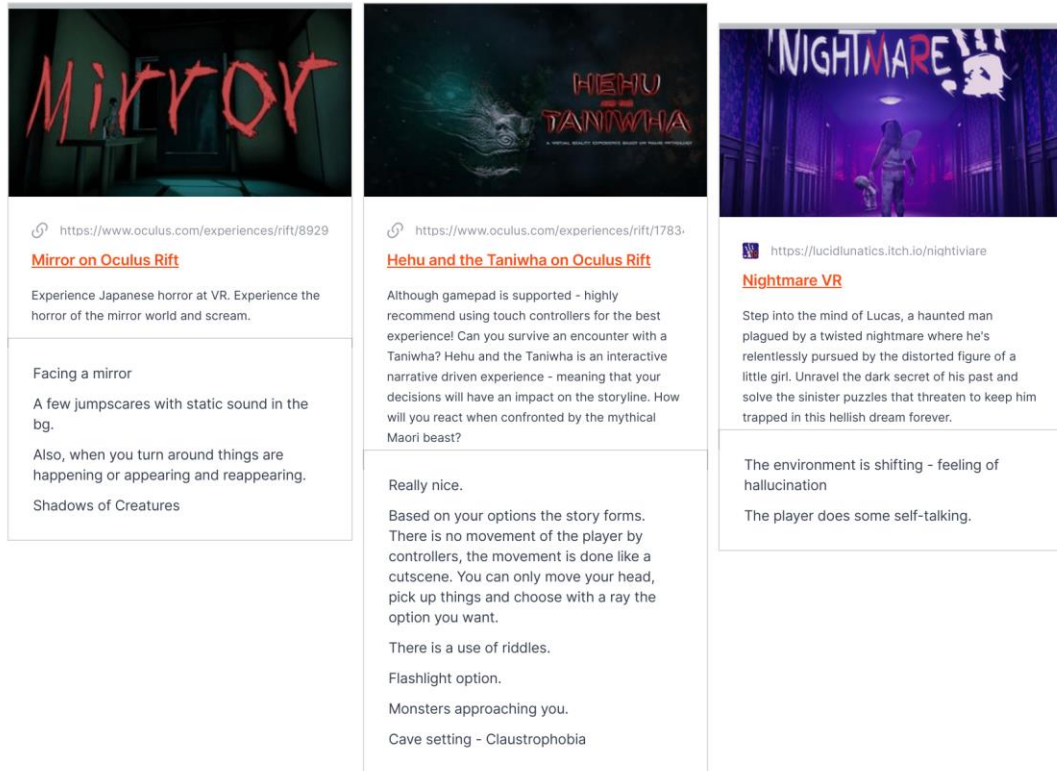 Mirror
https://www.oculus.com/experiences/rift/8929
Mirror on Oculus Rift
Experience Japanese horror at VR. Experience the
horror of the mirror world and scream.
Facing a mirror
A few jumpscares with static sound in the
bg.
Also, when you turn around things are
happening or appearing and reappearing.
Shadows of Creatures
HEHU
AND THE
TANIWHA
A VIRTUAL REALITY EXPERIENCE BASED ON MAORI MYTHOLOGY
https://www.oculus.com/experiences/rift/1783
Hehu and the Taniwha on Oculus Rift
Although gamepad is supported - highly
recommend using touch controllers for the best
experience! Can you survive an encounter with a
Taniwha? Hehu and the Taniwha is an interactive
narrative driven experience - meaning that your
decisions will have an impact on the storyline. How
will you react when confronted by the mythical
Maori beast?
Really nice.
Based on your options the story forms.
There is no movement of the player by
controllers, the movement is done like a
cutscene. You can only move your head,
pick up things and choose with a ray the
option you want.
There is a use of riddles.
Flashlight option.
Monsters approaching you.
Cave setting - Claustrophobia
NIGHTMARE
https://lucidlunatics.itch.io/nightiviare
Nightmare VR
Step into the mind of Lucas, a haunted man
plagued by a twisted nightmare where he's
relentlessly pursued by the distorted figure of a
little girl. Unravel the dark secret of his past and
solve the sinister puzzles that threaten to keep him
trapped in this hellish dream forever.
The environment is shifting - feeling of
hallucination
The player does some self-talking.